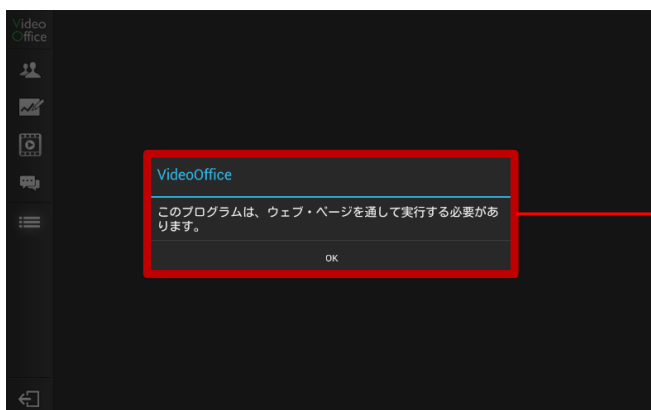 Video
Office
VideoOffice
このプログラムは、ウェブ・ページを通して実行する必要があ
ります。
OK